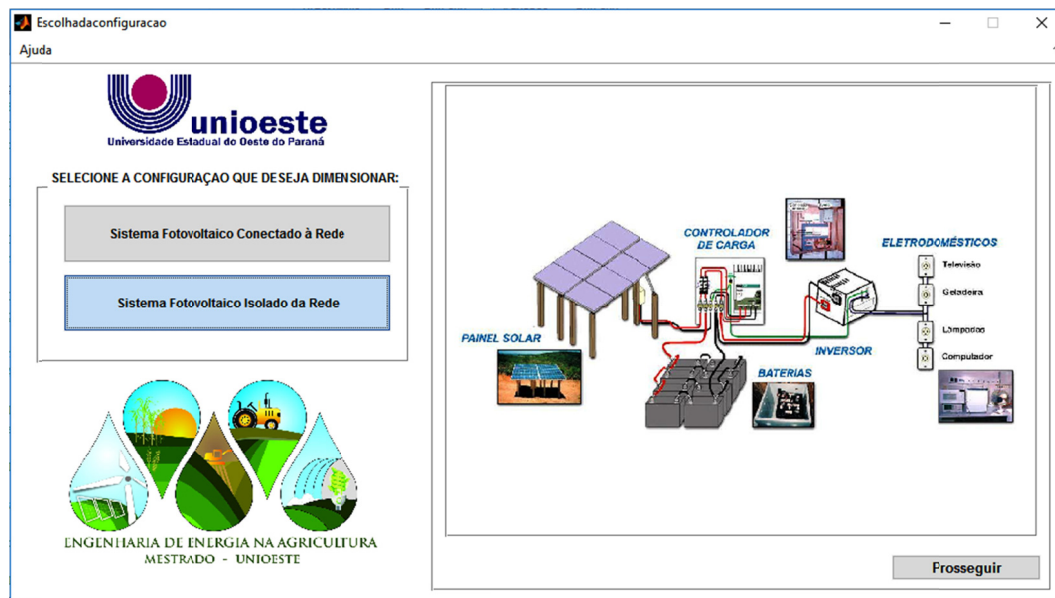 Escolhadaconfiguracao
Ajuda
unioeste
Universidade Estadual do Oeste do Paraná
SELECIONE A CONFIGURAÇAO QUE DESEJA DIMENSIONAR:
Sistema Fotovoltaico Conectado à Rede
Sistema Fotovoltaico Isolado da Rede
ENGENHARIA DE ENERGIA NA AGRICULTURA
MESTRADO - UNIOESTE
CONTROLADOR
DE CARGA
ELETRODOMÉSTICOS
Televisão
Geladeira
Lâmpadas
Computador
PAINEL SOLAR
INVERSOR
BATERIAS
Prosseguir